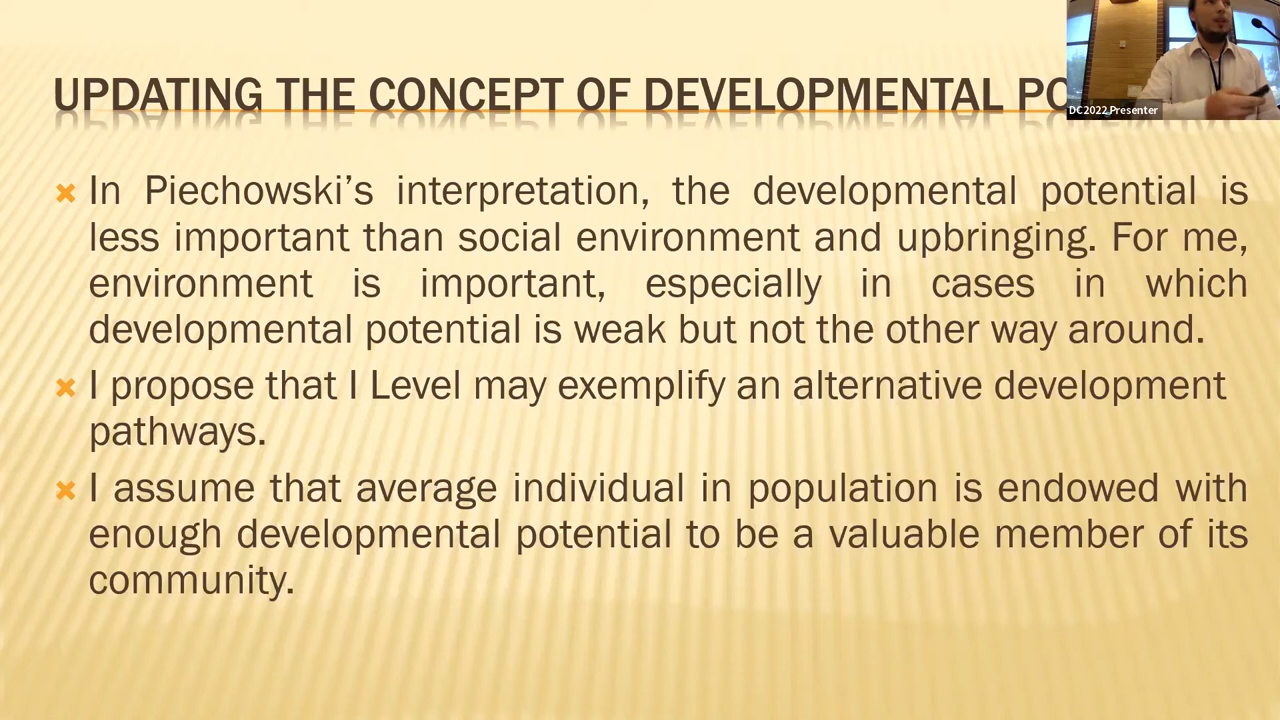 UPDATING THE CONCEPT OF DEVELOPMENTAL
DC2022 Presenter
In Piechowski’s interpretation, the developmental potential is
less important than social environment and upbringing. For me,
environment is important, especially in cases in which
developmental potential is weak but not the other way around.
I propose that I Level may exemplify an alternative development
pathways.
I assume that average individual in population is endowed with
enough developmental potential to be a valuable member of its
community.